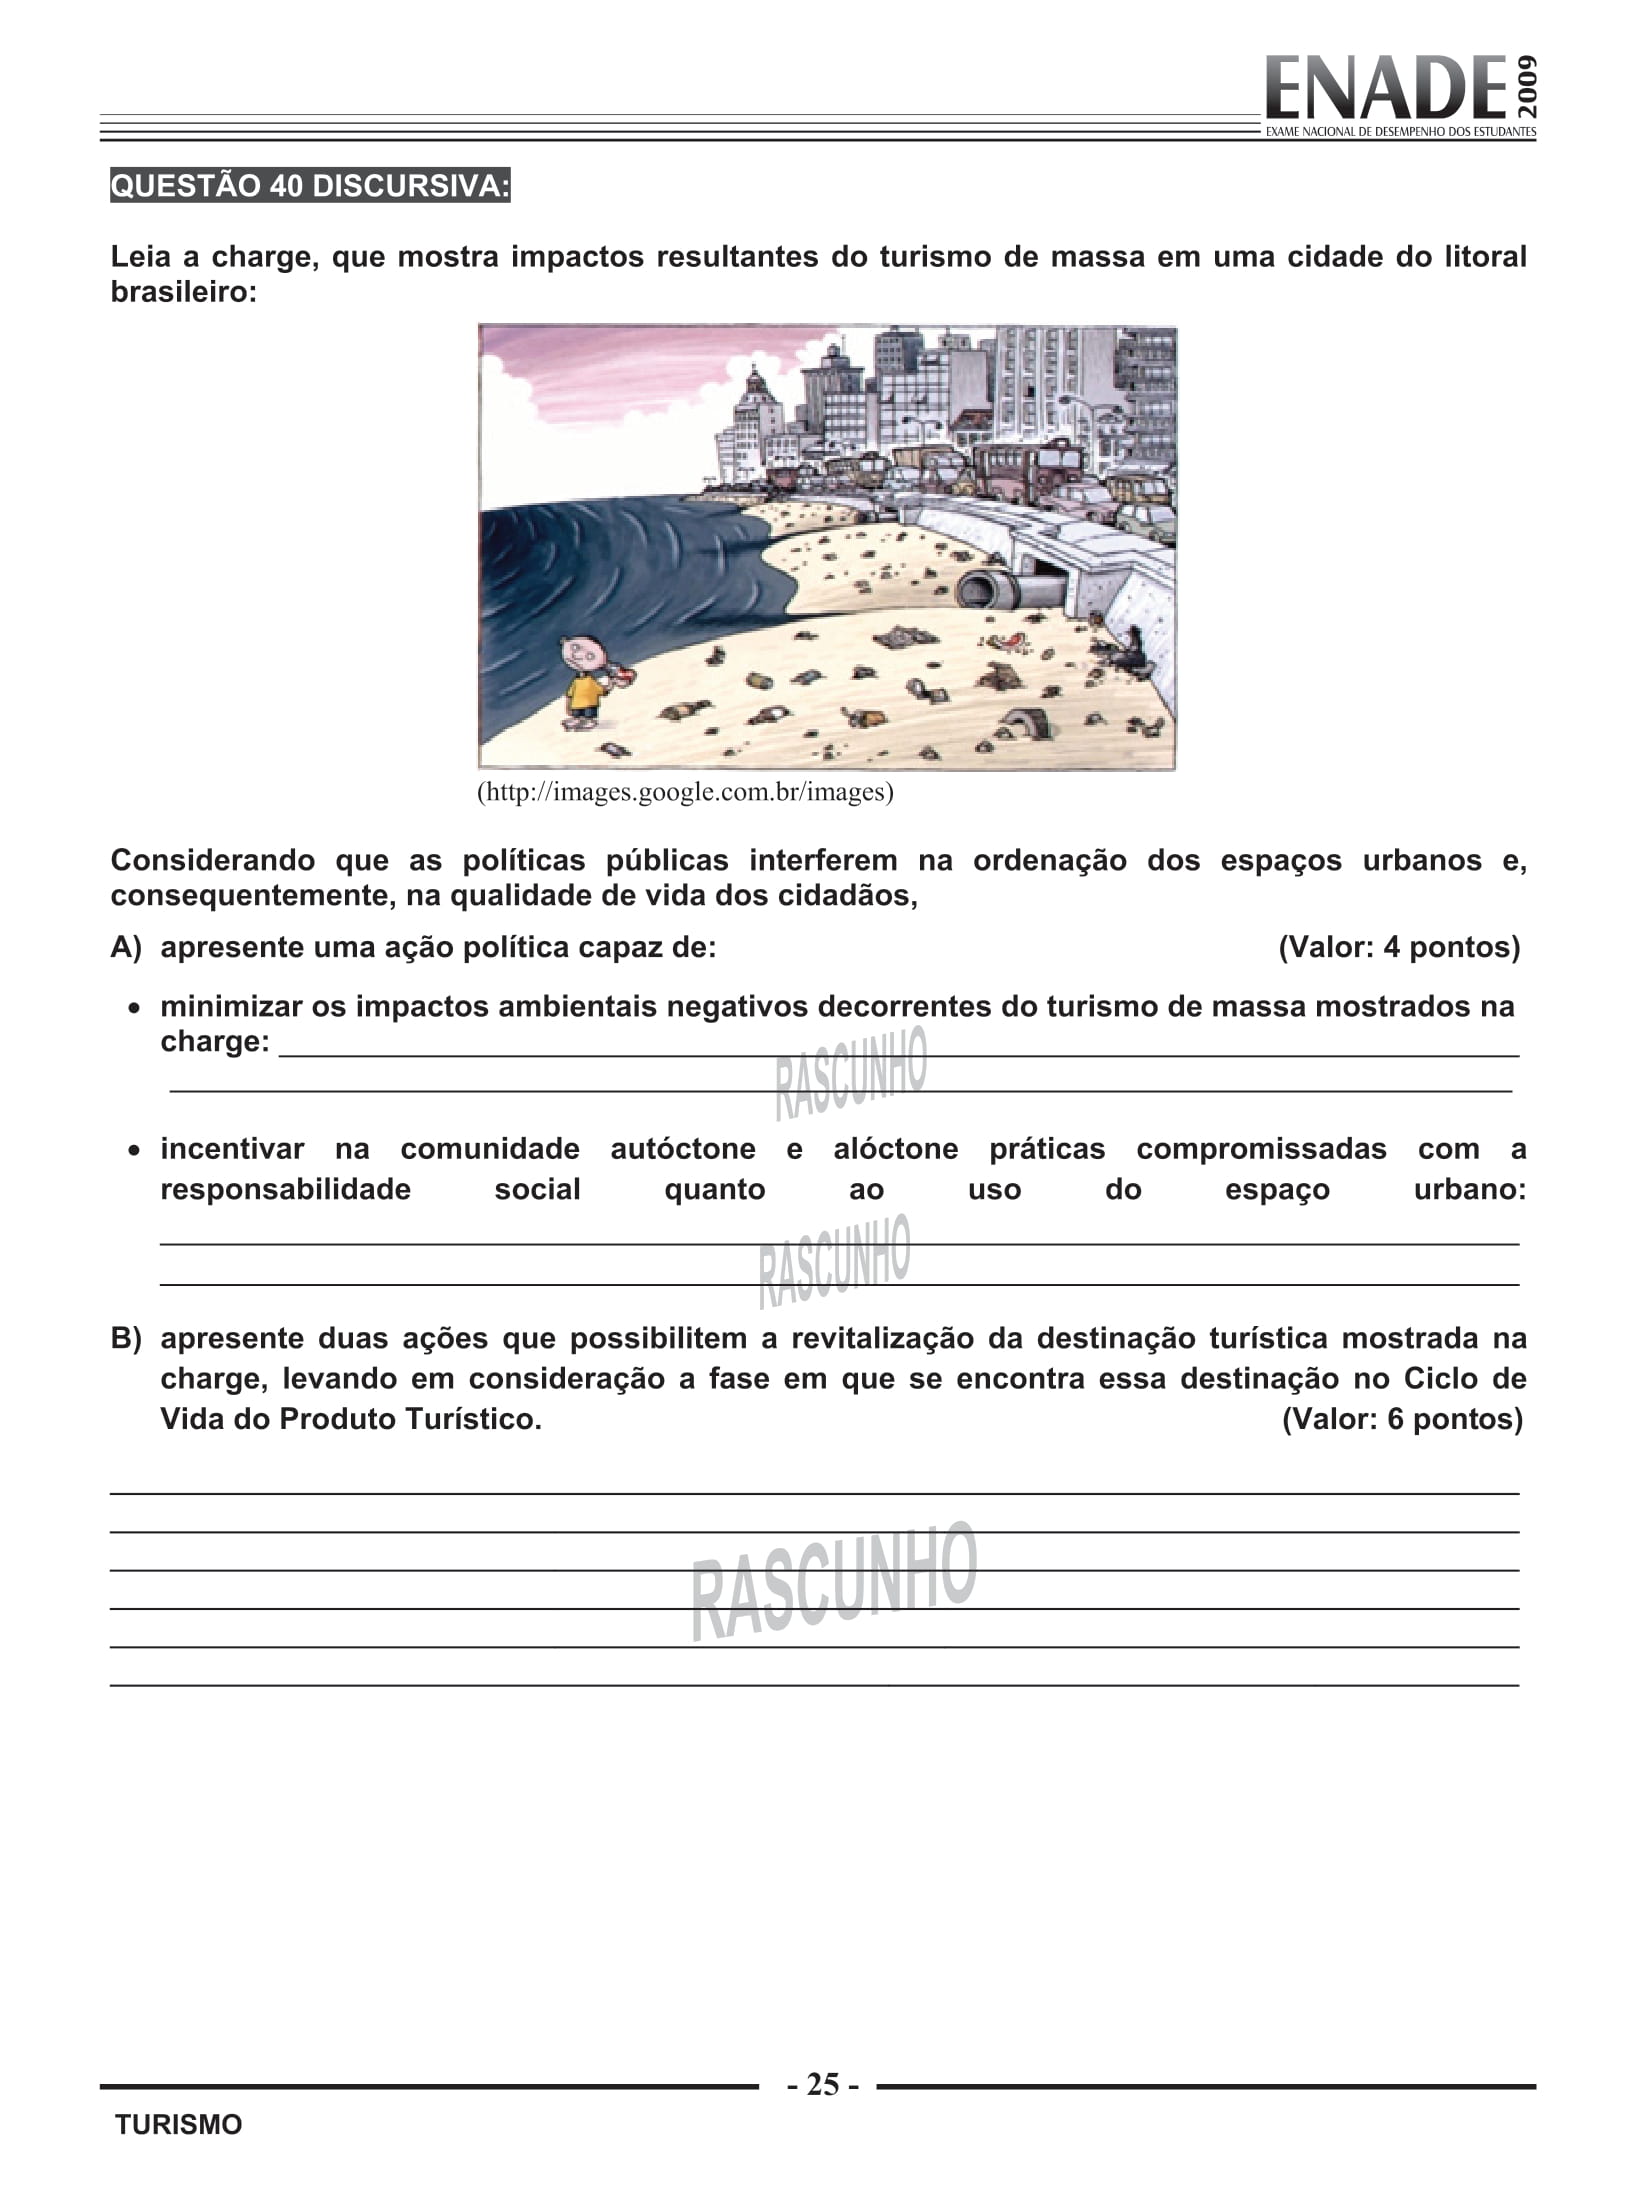 ENADE 2009
EXAME NACIONAL DE DESEMPENHO DOS ESTUDANTES
QUESTÃO 40 DISCURSIVA:
Leia a charge, que mostra impactos resultantes do turismo de massa em uma cidade do litoral
brasileiro:
(http://images.google.com.br/images)
Considerando que as políticas públicas interferem na ordenação dos espaços urbanos e,
consequentemente, na qualidade de vida dos cidadãos,
A) apresente uma ação política capaz de: (Valor: 4 pontos)
• minimizar os impactos ambientais negativos decorrentes do turismo de massa mostrados na
charge:
RASCUNHO
• incentivar na comunidade autóctone e alóctone práticas compromissadas com a
responsabilidade social quanto ao uso do espaço urbano:
RASCUNHO
B) apresente duas ações que possibilitem a revitalização da destinação turística mostrada na
charge, levando em consideração a fase em que se encontra essa destinação no Ciclo de
Vida do Produto Turístico. (Valor: 6 pontos)
RASCUNHO
- 25 -
TURISMO